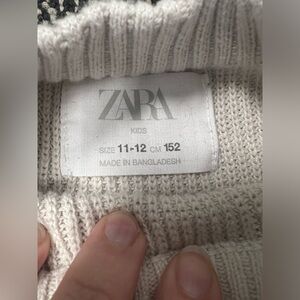 ZARA
KIDS
SIZE 11-12 CM 152
MADE IN BANGLADESH